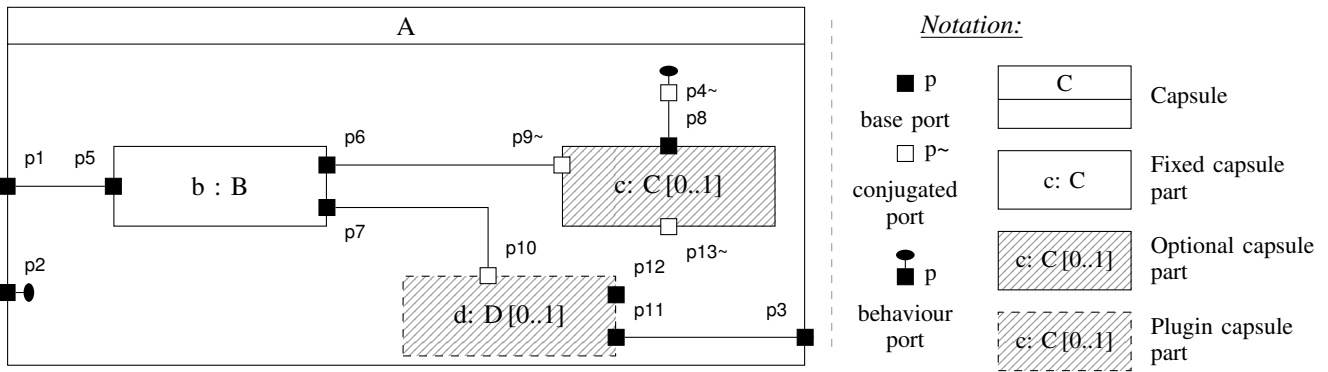 A
p4~
p8
p1
p5
p6
p9~
b : B
c: C [0..1]
p7
p10
p13~
p2
p12
d: D [0..1]
p11
p3
Notation:
p
base port
p~
conjugated
port
p
behaviour
port
C
Capsule
c: C
Fixed capsule
part
c: C [0..1]
Optional capsule
part
c: C [0..1]
Plugin capsule
part